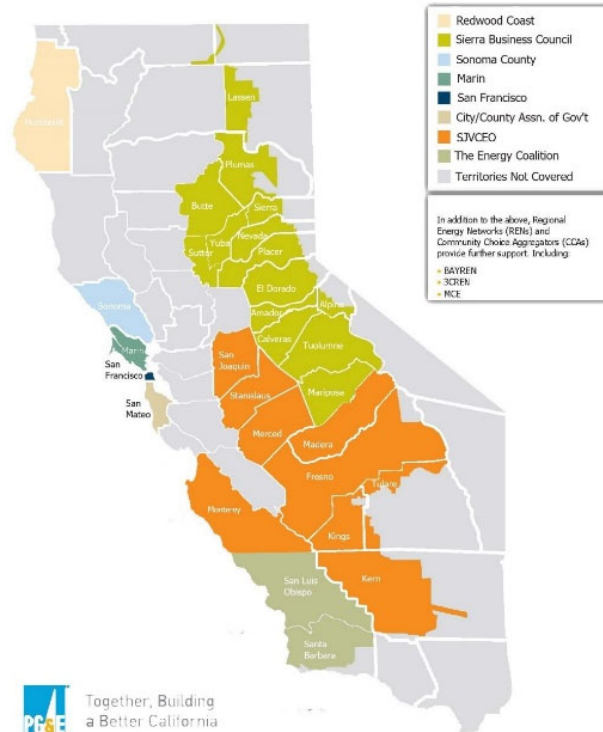 Redwood Coast
Sierra Business Council
Sonoma County
Marin
San Francisco
City/County Assn. of Gov't
SJVCEO
The Energy Coalition
Territories Not Covered
In addition to the above, Regional
Energy Networks (RENs) and
Community Choice Aggregators (CCAs)
provide further support. Including:
• BAYREN
• 3CREN
• MCE
Humboldt
Lassen
Plumas
Butte
Sierra
Nevada
Yuba
Placer
Sutter
El Dorado
Alpine
Amador
Calveras
Tuolumne
Mariposa
Sonoma
Marin
San
Francisco
San
Mateo
San
Joaquin
Stanislaus
Merced
Macera
Fresno
Tulare
Kings
Monterey
Kern
San Luis
Obispo
Santa
Barbara
PG&E
Together, Building
a Better California